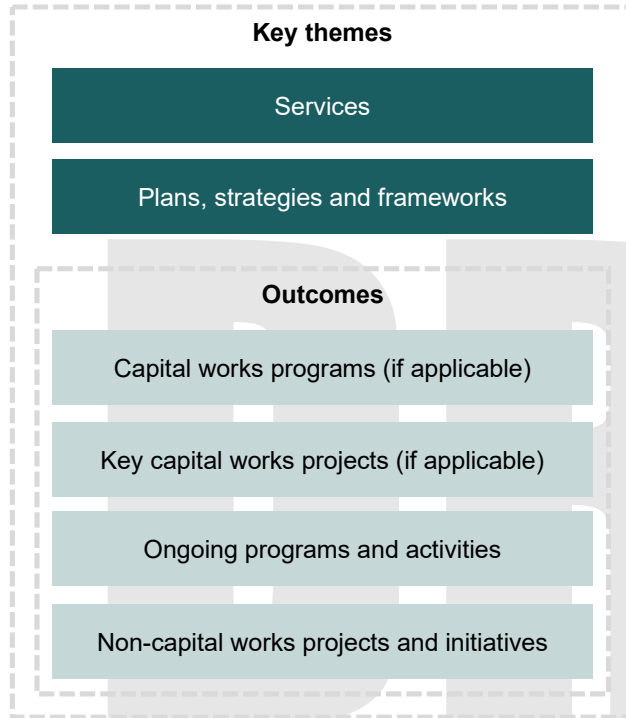 Key themes
Services
Plans, strategies and frameworks
Outcomes
Capital works programs (if applicable)
Key capital works projects (if applicable)
Ongoing programs and activities
Non-capital works projects and initiatives